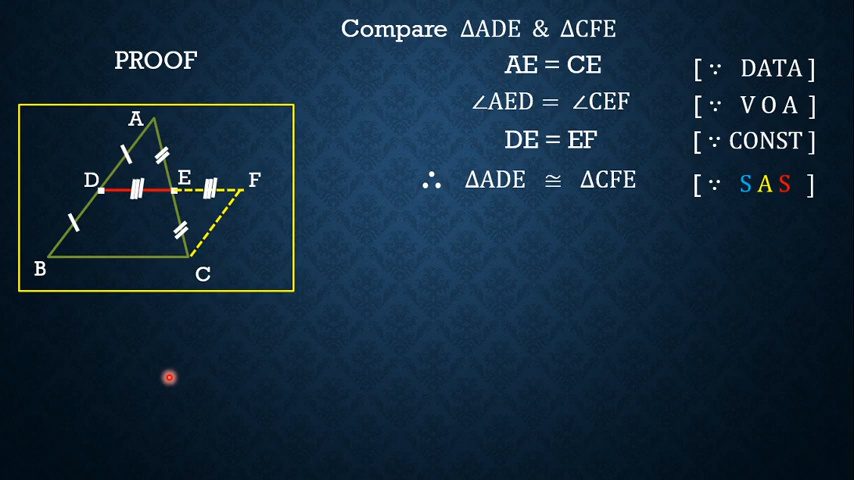 PROOF
A
D
E
F
B
C
Compare ΔADE & ΔCFE
AE = CE [∵ DATA]
∠AED = ∠CEF [∵ V O A ]
DE = EF [∵ CONST]
∴ ΔADE ≅ ΔCFE [∵ S A S ]